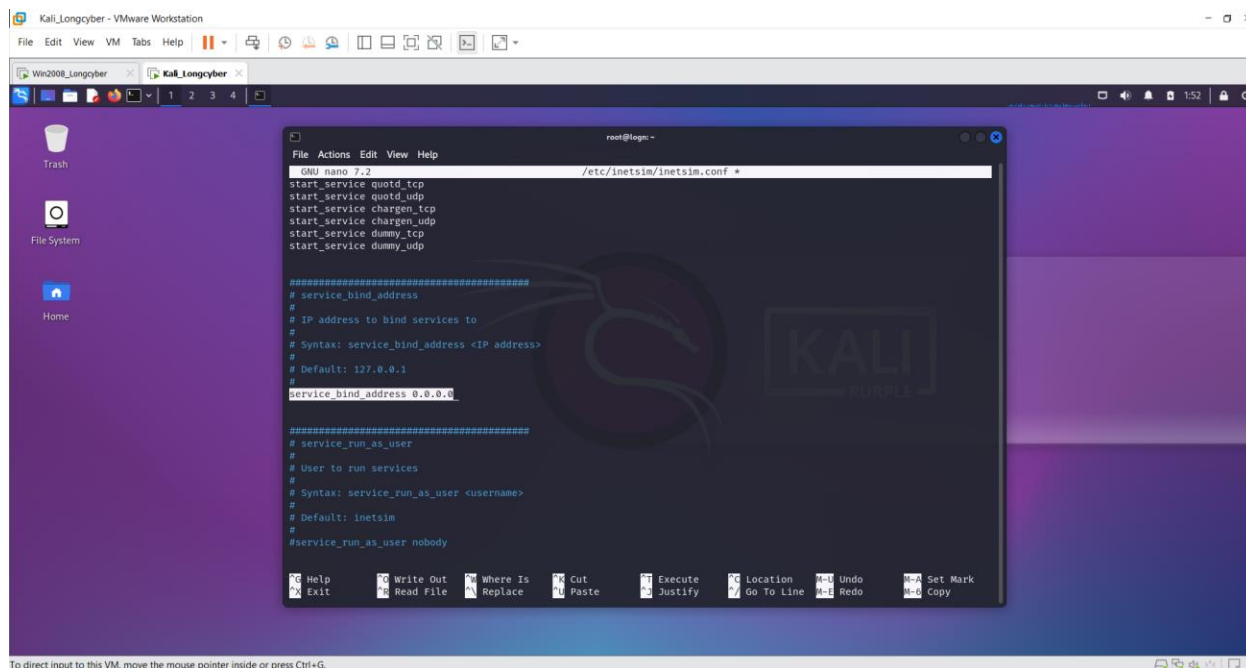 Kali_Longcyber - VMware Workstation
File Edit View VM Tabs Help
Win2008_Longcyber Kali_Longcyber
1 2 3 4 1:52
Trash
File System
Home
root@logn: ~
File Actions Edit View Help
GNU nano 7.2 /etc/inetsim/inetsim.conf *
start_service quotd_tcp
start_service quotd_udp
start_service chargen_tcp
start_service chargen_udp
start_service dummy_tcp
start_service dummy_udp
#########################################
# service_bind_address
#
# IP address to bind services to
#
# Syntax: service_bind_address <IP address>
#
# Default: 127.0.0.1
#
service_bind_address 0.0.0.0
#########################################
# service_run_as_user
#
# User to run services
#
# Syntax: service_run_as_user <username>
#
# Default: inetsim
#
#service_run_as_user nobody
KALI
PURPLE
^G Help ^O Write Out ^W Where Is ^K Cut ^T Execute ^C Location M-U Undo M-A Set Mark
^X Exit ^R Read File ^\ Replace ^U Paste ^J Justify ^/ Go To Line M-E Redo M-6 Copy
To direct input to this VM, move the mouse pointer inside or press Ctrl+G.